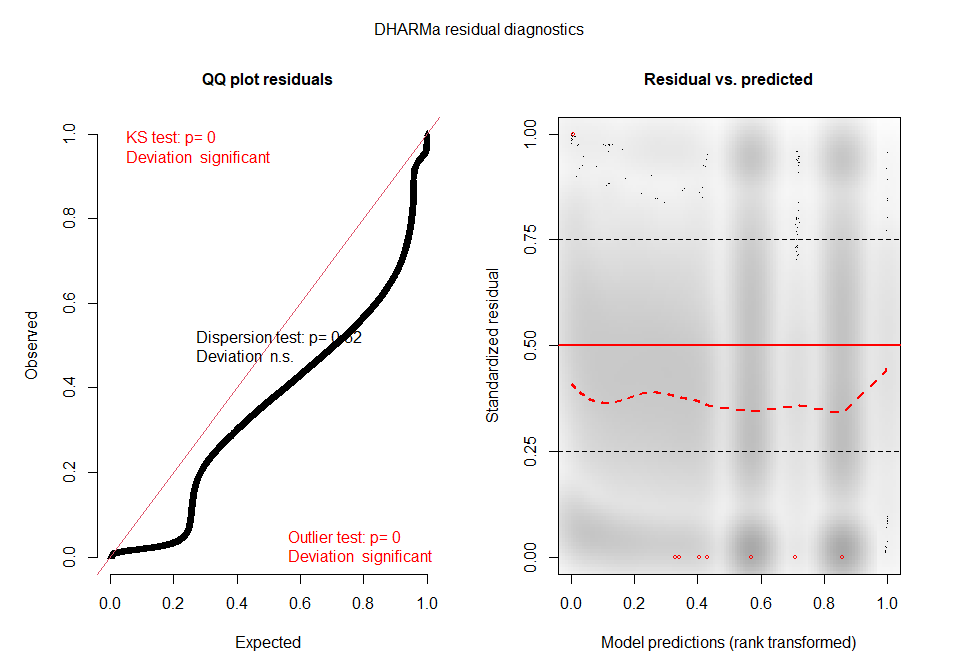 DHARMa residual diagnostics
QQ plot residuals
KS test: p= 0
Deviation significant
Dispersion test: p= 0.62
Deviation n.s.
Outlier test: p= 0
Deviation significant
Observed
0.0
0.2
0.4
0.6
0.8
1.0
0.0 0.2 0.4 0.6 0.8 1.0
Expected
Residual vs. predicted
Standardized residual
0.00
0.25
0.50
0.75
1.00
0.0 0.2 0.4 0.6 0.8 1.0
Model predictions (rank transformed)